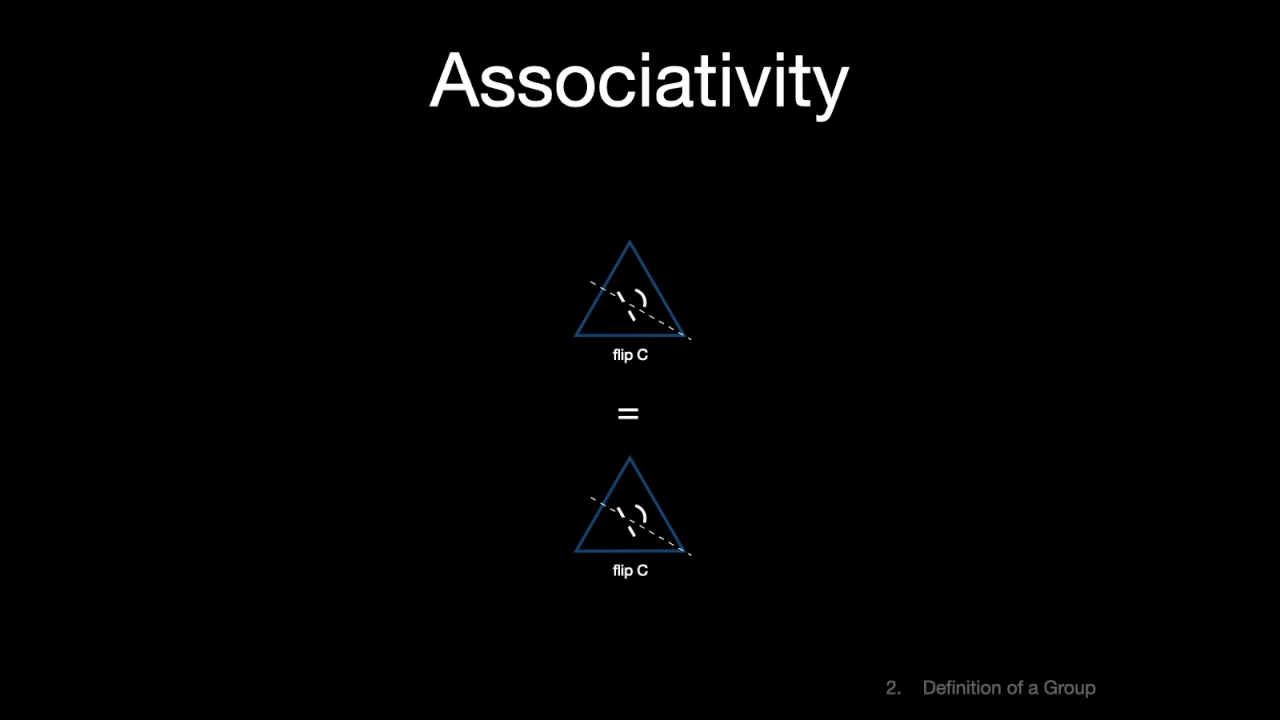 Associativity
flip C
=
flip C
2. Definition of a Group